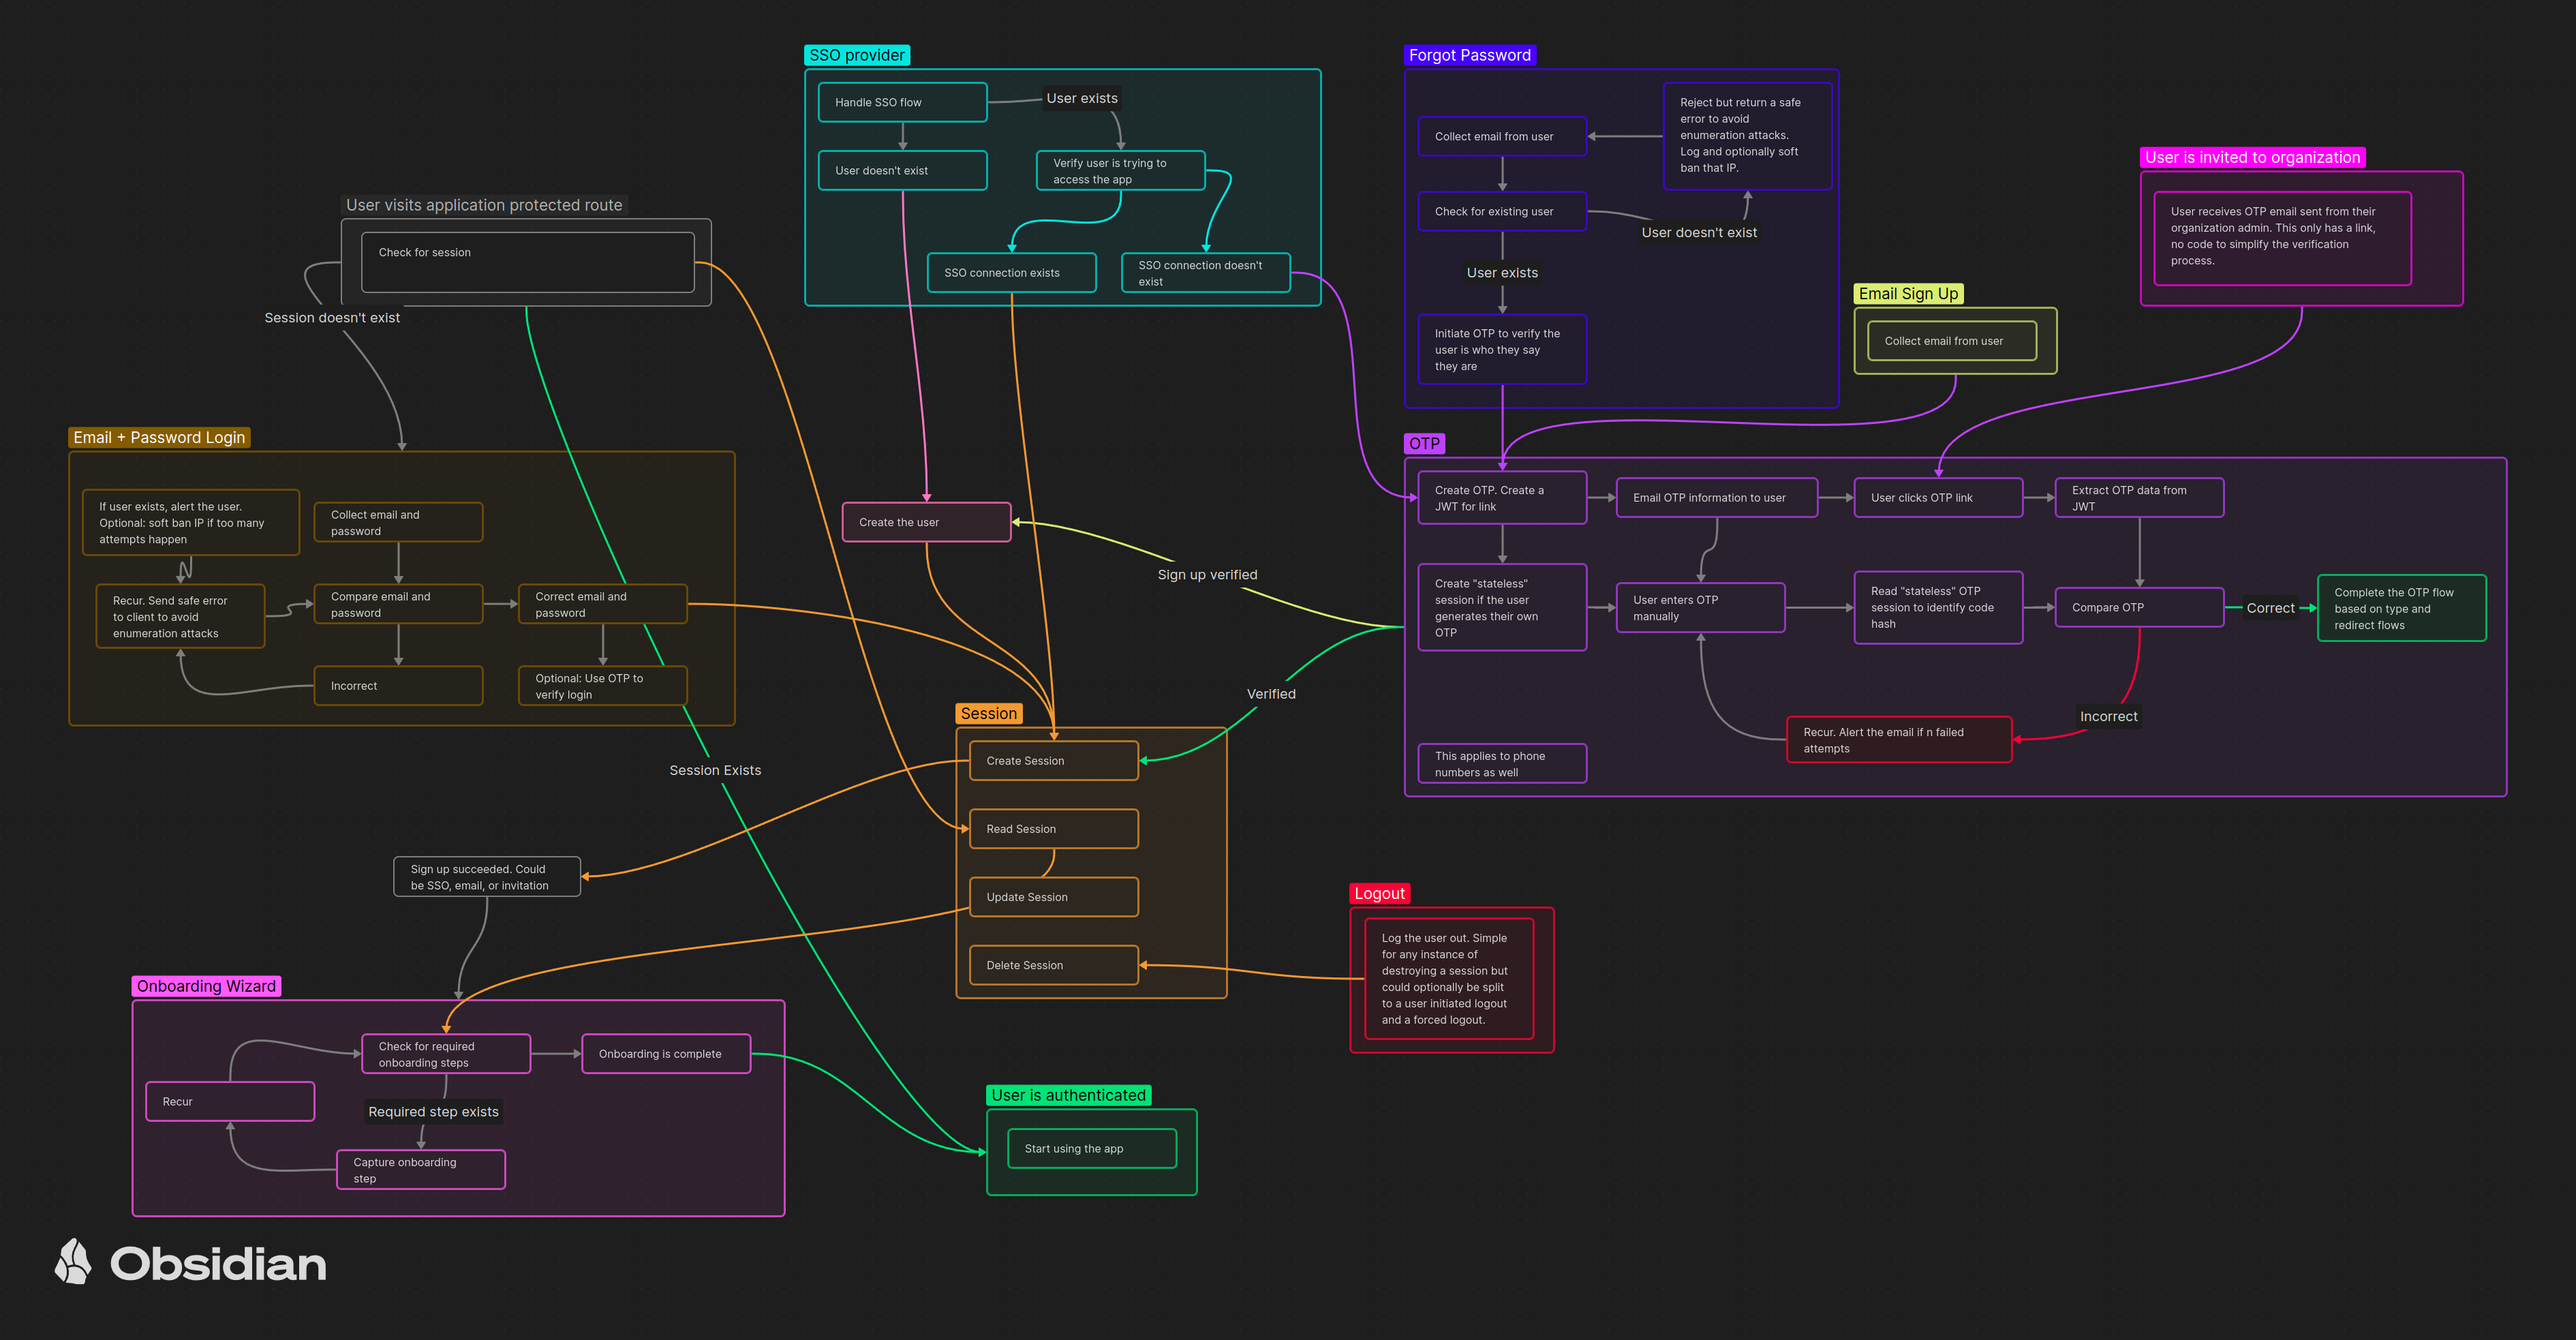 SSO provider
Handle SSO flow
User exists
User doesn't exist
Verify user is trying to
access the app
SSO connection exists
SSO connection doesn't
exist
Forgot Password
Collect email from user
Reject but return a safe
error to avoid
enumeration attacks.
Log and optionally soft
ban that IP.
Check for existing user
User doesn't exist
User exists
Initiate OTP to verify the
user is who they say
they are
User is invited to organization
User receives OTP email sent from their
organization admin. This only has a link,
no code to simplify the verification
process.
Email Sign Up
Collect email from user
User visits application protected route
Check for session
Session doesn't exist
Email + Password Login
If user exists, alert the user.
Optional: soft ban IP if too many
attempts happen
Collect email and
password
Recur. Send safe error
to client to avoid
enumeration attacks
Compare email and
password
Correct email and
password
Incorrect
Optional: Use OTP to
verify login
Create the user
Sign up verified
Verified
Session Exists
OTP
Create OTP. Create a
JWT for link
Email OTP information to user
User clicks OTP link
Extract OTP data from
JWT
Create "stateless"
session if the user
generates their own
OTP
User enters OTP
manually
Read "stateless" OTP
session to identify code
hash
Compare OTP
Correct
Complete the OTP flow
based on type and
redirect flows
Incorrect
Recur. Alert the email if n failed
attempts
This applies to phone
numbers as well
Session
Create Session
Read Session
Update Session
Delete Session
Sign up succeeded. Could
be SSO, email, or invitation
Logout
Log the user out. Simple
for any instance of
destroying a session but
could optionally be split
to a user initiated logout
and a forced logout.
Onboarding Wizard
Check for required
onboarding steps
Onboarding is complete
Recur
Required step exists
Capture onboarding
step
User is authenticated
Start using the app
Obsidian